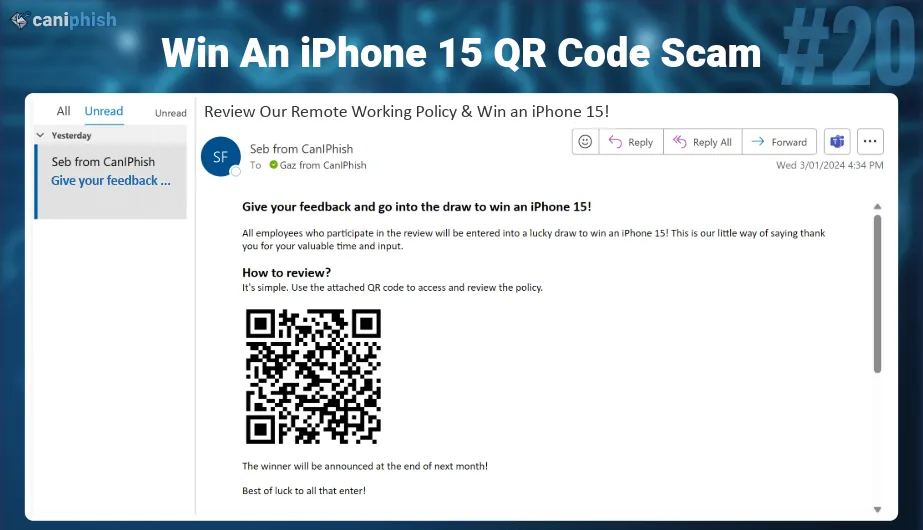 caniphish
#20
Win An iPhone 15 QR Code Scam
All Unread Unread
Yesterday
Seb from CanIPhish
Give your feedback ...
Review Our Remote Working Policy & Win an iPhone 15!
SF
Seb from CanIPhish
To Gaz from CanIPhish
Reply Reply All Forward
Wed 3/01/2024 4:34 PM
Give your feedback and go into the draw to win an iPhone 15!
All employees who participate in the review will be entered into a lucky draw to win an iPhone 15! This is our little way of saying thank
you for your valuable time and input.
How to review?
It's simple. Use the attached QR code to access and review the policy.
The winner will be announced at the end of next month!
Best of luck to all that enter!